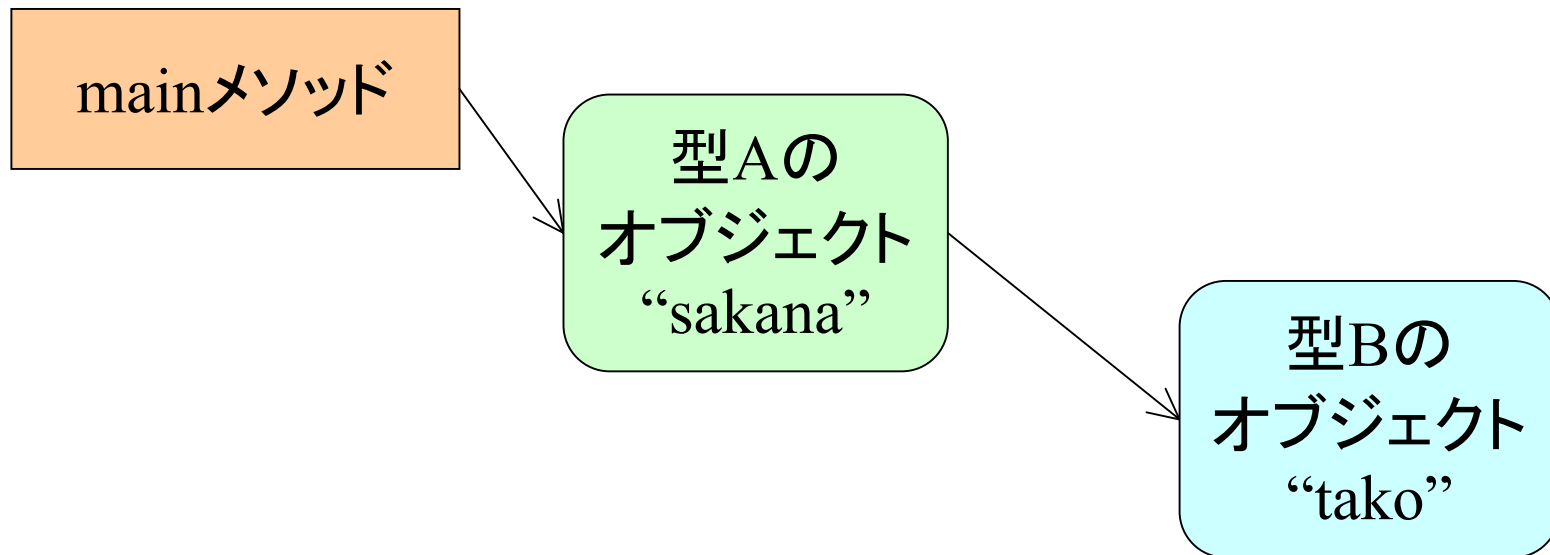 mainメソッド
型Aの
オブジェクト
“sakana”
型Bの
オブジェクト
“tako”